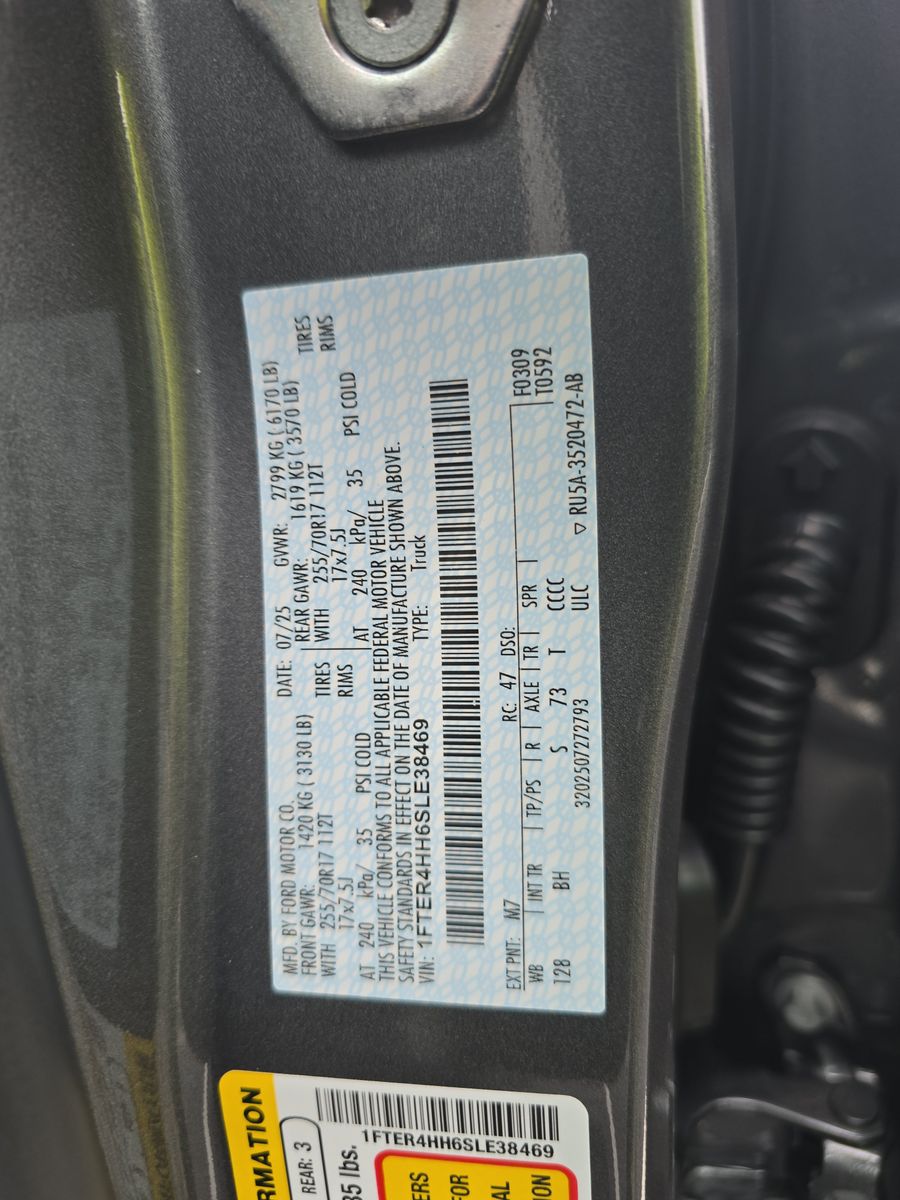 MFD. BY FORD MOTOR CO. DATE: 07/25 GVWR: 2799 KG ( 6170 LB)
FRONT GAWR: 1420 KG ( 3130 LB) REAR GAWR: 1619 KG ( 3570 LB)
WITH 255/70R17 112T TIRES WITH 255/70R17 112T TIRES
17x7.5J RIMS 17x7.5J RIMS
AT 240 kPa/ 35 PSI COLD AT 240 kPa/ 35 PSI COLD
THIS VEHICLE CONFORMS TO ALL APPLICABLE FEDERAL MOTOR VEHICLE
SAFETY STANDARDS IN EFFECT ON THE DATE OF MANUFACTURE SHOWN ABOVE.
VIN: 1FTER4HH6SLE38469 TYPE: Truck
EXT PNT: M7 RC: 47 DSO: F0309
WB INT TR TP/PS R AXLE TR SPR T0592
128 BH S 73 T CCCC
3202507272793 ULC
▽ RU5A-3520472-AB
RMATION
REAR: 3
35 lbs.
1FTER4HH6SLE38469
ERS
FOR
AL
ION